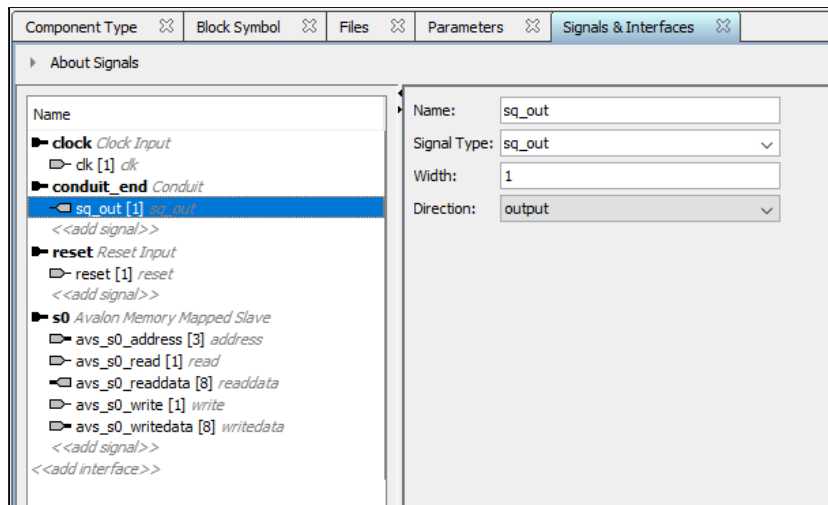 Component Type Block Symbol Files Parameters Signals & Interfaces
About Signals
Name
clock Clock Input
clk [1] clk
conduit_end Conduit
sq_out [1] sq_out
<<add signal>>
reset Reset Input
reset [1] reset
<<add signal>>
s0 Avalon Memory Mapped Slave
avs_s0_address [3] address
avs_s0_read [1] read
avs_s0_readdata [8] readdata
avs_s0_write [1] write
avs_s0_writedata [8] writedata
<<add signal>>
<<add interface>>
Name: sq_out
Signal Type: sq_out
Width: 1
Direction: output